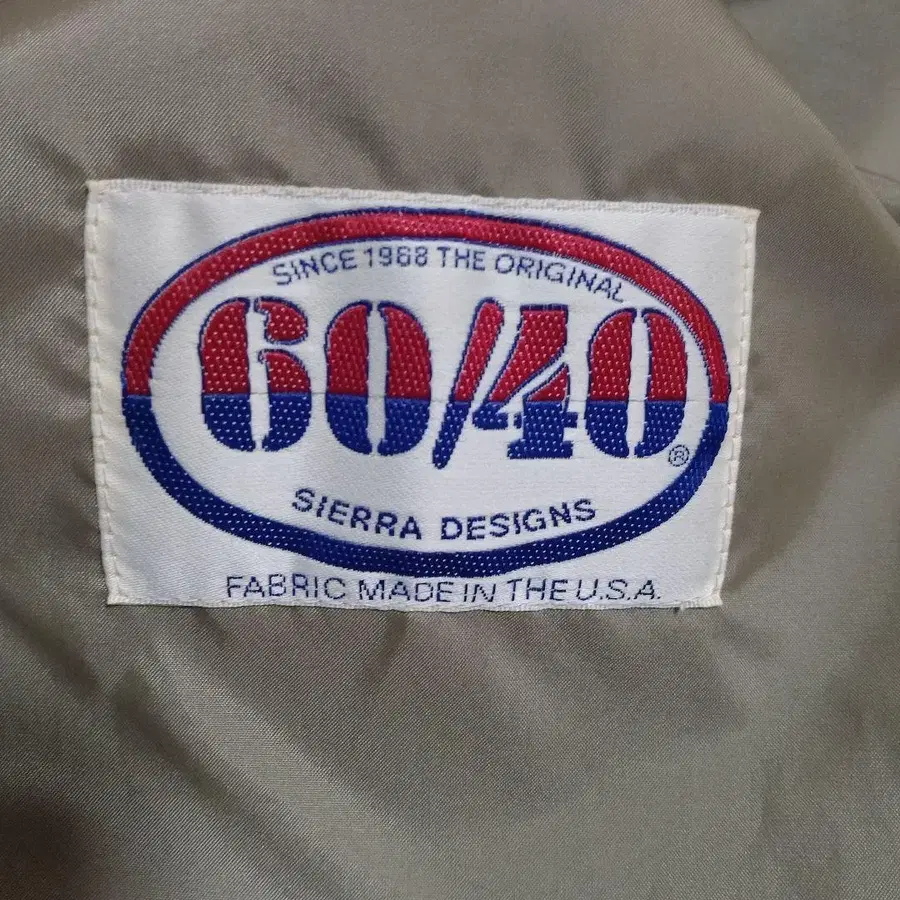 SINCE 1968 THE ORIGINAL
60/40®
SIERRA DESIGNS
FABRIC MADE IN THE U.S.A.